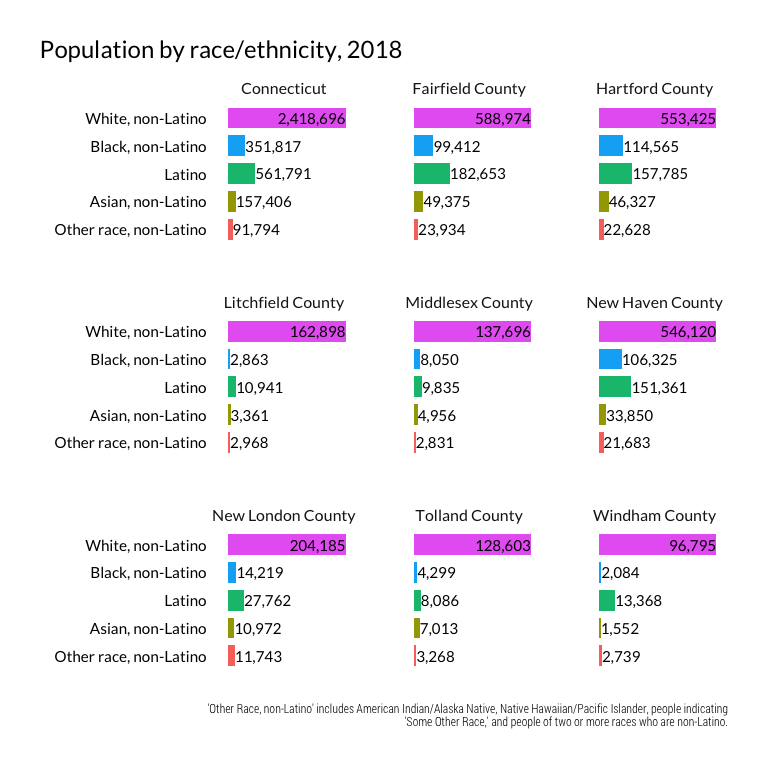 Population by race/ethnicity, 2018
Connecticut Fairfield County Hartford County
White, non-Latino 2,418,696 588,974 553,425
Black, non-Latino 351,817 99,412 114,565
Latino 561,791 182,653 157,785
Asian, non-Latino 157,406 49,375 46,327
Other race, non-Latino 91,794 23,934 22,628
Litchfield County Middlesex County New Haven County
White, non-Latino 162,898 137,696 546,120
Black, non-Latino 2,863 8,050 106,325
Latino 10,941 9,835 151,361
Asian, non-Latino 3,361 4,956 33,850
Other race, non-Latino 2,968 2,831 21,683
New London County Tolland County Windham County
White, non-Latino 204,185 128,603 96,795
Black, non-Latino 14,219 4,299 2,084
Latino 27,762 8,086 13,368
Asian, non-Latino 10,972 7,013 1,552
Other race, non-Latino 11,743 3,268 2,739
'Other Race, non-Latino' includes American Indian/Alaska Native, Native Hawaiian/Pacific Islander, people indicating
'Some Other Race,' and people of two or more races who are non-Latino.